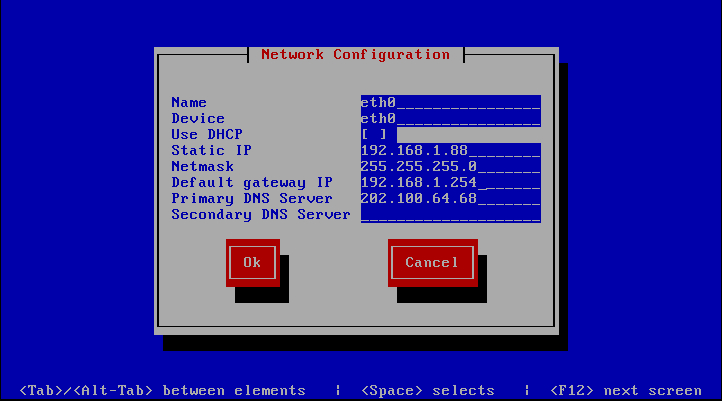 Network Configuration
Name eth0_________________
Device eth0_________________
Use DHCP [ ]
Static IP 192.168.1.88________
Netmask 255.255.255.0_______
Default gateway IP 192.168.1.254_______
Primary DNS Server 202.100.64.68_______
Secondary DNS Server ____________________
Ok Cancel
<Tab>/<Alt-Tab> between elements | <Space> selects | <F12> next screen